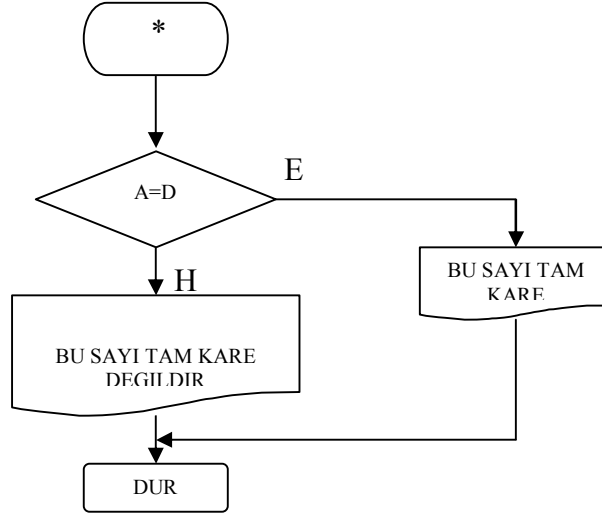 *
A=D
E
BU SAYI TAM
KARE
H
BU SAYI TAM KARE
DEGILDIR
DUR